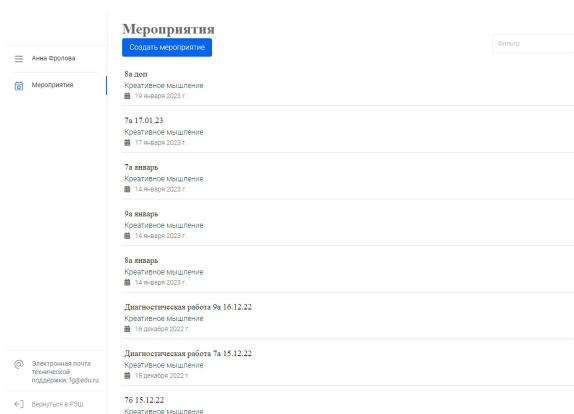 Мероприятия
Создать мероприятие
Фильтр
Анна Фролова
Мероприятия
8а доп
Креативное мышление
19 января 2023 г.
7а 17.01.23
Креативное мышление
17 января 2023 г.
7а январь
Креативное мышление
14 января 2023 г.
9а январь
Креативное мышление
14 января 2023 г.
8а январь
Креативное мышление
14 января 2023 г.
Диагностическая работа 9а 16.12.22
Креативное мышление
16 декабря 2022 г.
Диагностическая работа 7а 15.12.22
Креативное мышление
15 декабря 2022 г.
7б 15.12.22
Креативное мышление
Электронная почта
технической
поддержки: fg@edu.ru
Вернуться в РЭШ